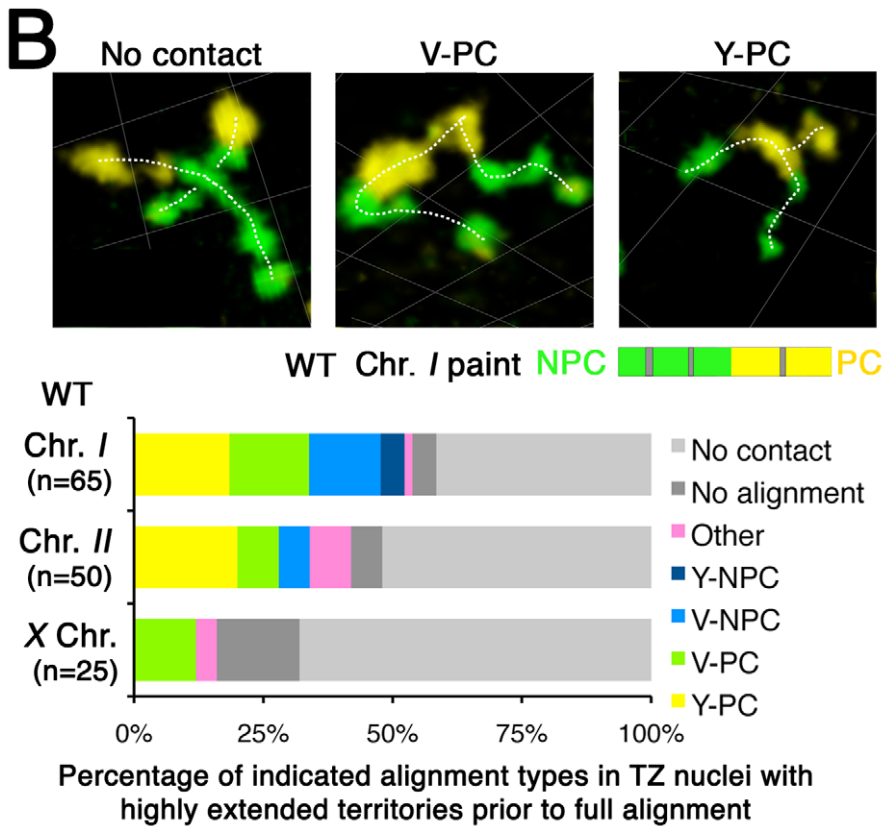 B
No contact V-PC Y-PC
WT Chr. I paint NPC PC
WT
Chr. I
(n=65)
Chr. II
(n=50)
X Chr.
(n=25)
No contact
No alignment
Other
Y-NPC
V-NPC
V-PC
Y-PC
0% 25% 50% 75% 100%
Percentage of indicated alignment types in TZ nuclei with
highly extended territories prior to full alignment